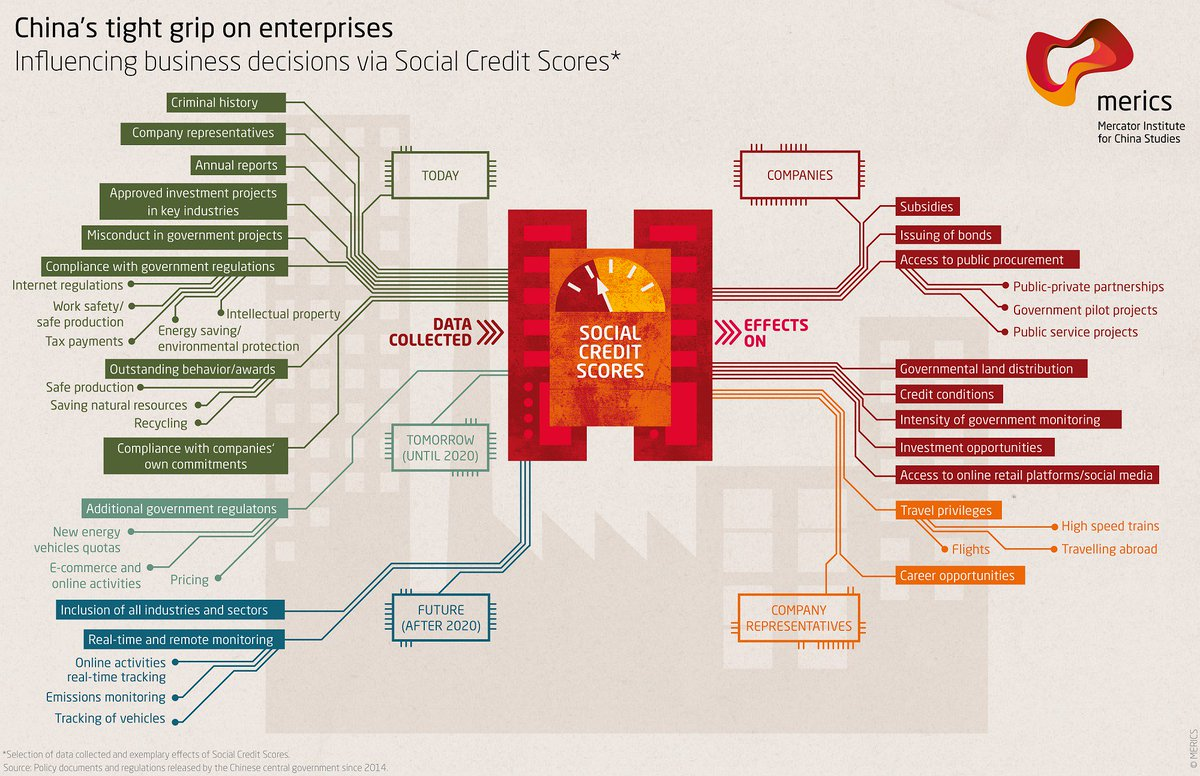 China's tight grip on enterprises
Influencing business decisions via Social Credit Scores*
merics
Mercator Institute
for China Studies
Criminal history
Company representatives
Annual reports
Approved investment projects
in key industries
Misconduct in government projects
Compliance with government regulations
Internet regulations
Work safety/
safe production
Tax payments
Intellectual property
Energy saving/
environmental protection
Outstanding behavior/awards
Safe production
Saving natural resources
Recycling
Compliance with companies'
own commitments
Additional government regulatons
New energy
vehicles quotas
E-commerce and
online activities
Pricing
Inclusion of all industries and sectors
Real-time and remote monitoring
Online activities
real-time tracking
Emissions monitoring
Tracking of vehicles
TODAY
DATA
COLLECTED
TOMORROW
(UNTIL 2020)
FUTURE
(AFTER 2020)
SOCIAL
CREDIT
SCORES
EFFECTS
ON
COMPANIES
Subsidies
Issuing of bonds
Access to public procurement
Public-private partnerships
Government pilot projects
Public service projects
Governmental land distribution
Credit conditions
Intensity of government monitoring
Investment opportunities
Access to online retail platforms/social media
Travel privileges
High speed trains
Flights
Travelling abroad
Career opportunities
COMPANY
REPRESENTATIVES
*Selection of data collected and exemplary effects of Social Credit Scores.
Source: Policy documents and regulations released by the Chinese central government since 2014.
© MERICS